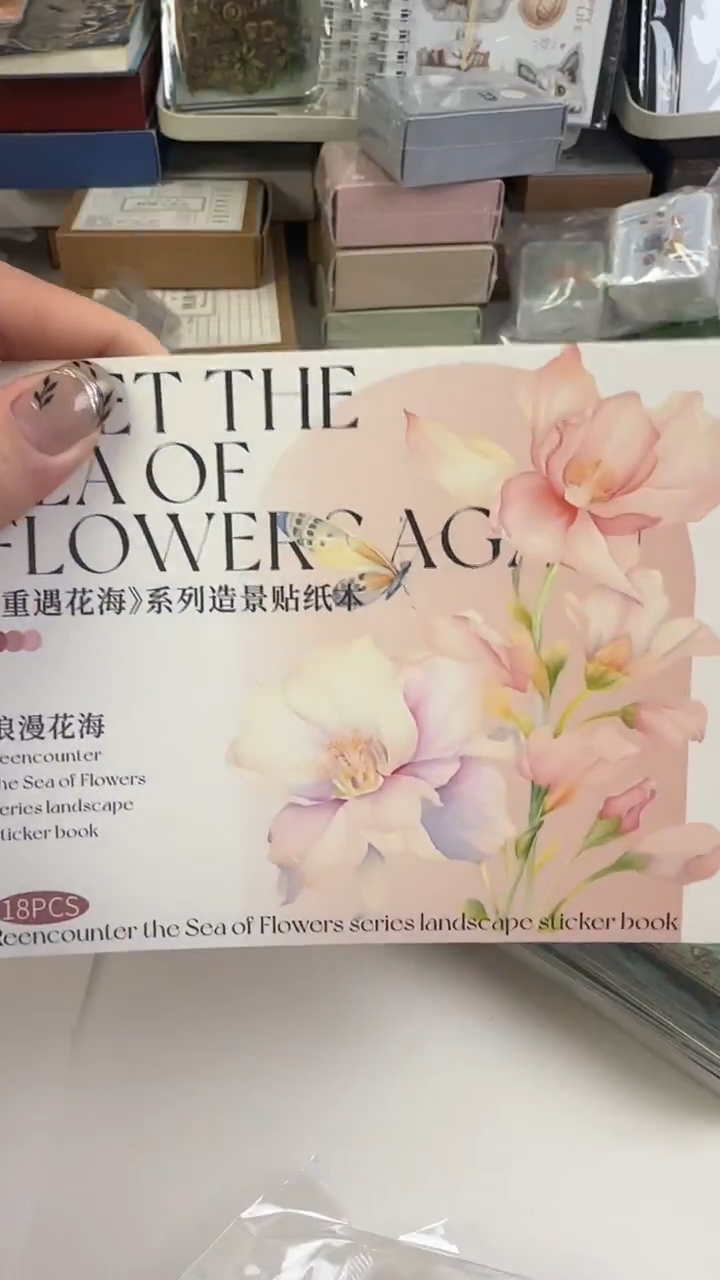 ET THE
EA OF
FLOWERS AGA
重遇花海》系列造景贴纸本
浪漫花海
eencounter
he Sea of Flowers
eries landscape
ticker book
18PCS
Reencounter the Sea of Flowers series landscape sticker book